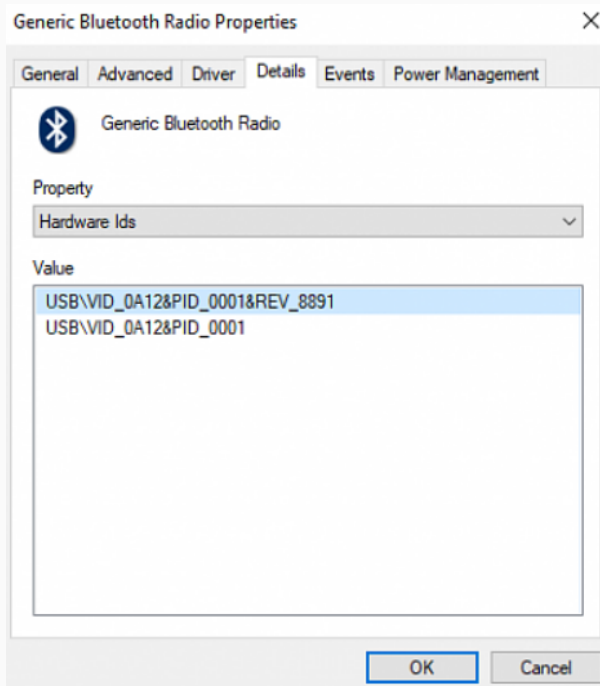 Generic Bluetooth Radio Properties
General Advanced Driver Details Events Power Management
Generic Bluetooth Radio
Property
Hardware Ids
Value
USB\VID_0A12&PID_0001&REV_8891
USB\VID_0A12&PID_0001
OK Cancel